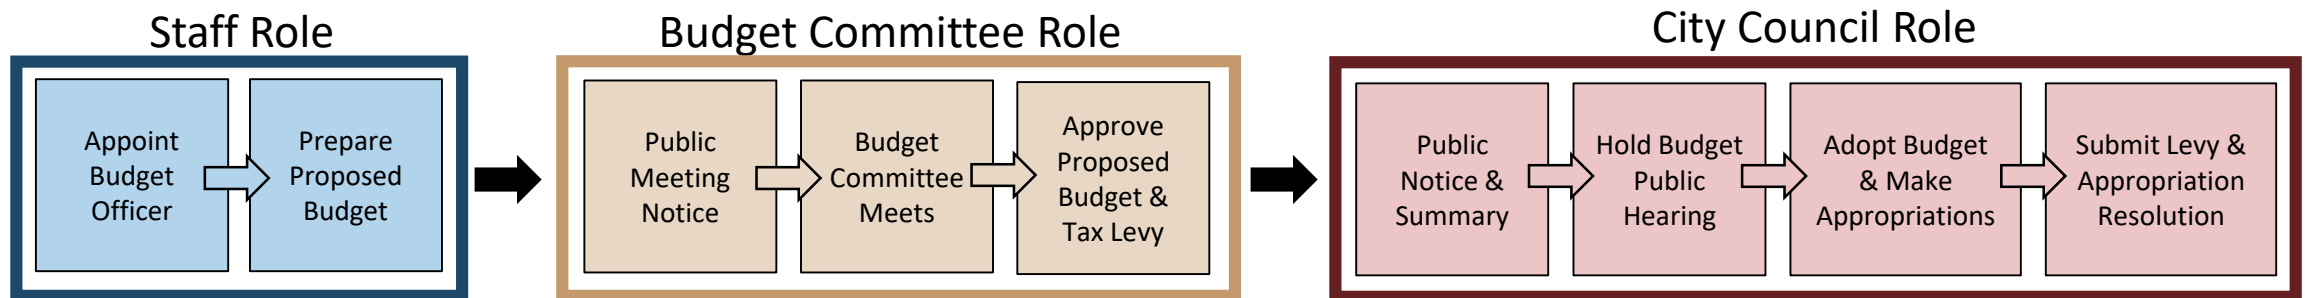 Staff Role
Appoint
Budget
Officer
Prepare
Proposed
Budget
Budget Committee Role
Public
Meeting
Notice
Budget
Committee
Meets
Approve
Proposed
Budget &
Tax Levy
City Council Role
Public
Notice &
Summary
Hold Budget
Public
Hearing
Adopt Budget
& Make
Appropriations
Submit Levy &
Appropriation
Resolution